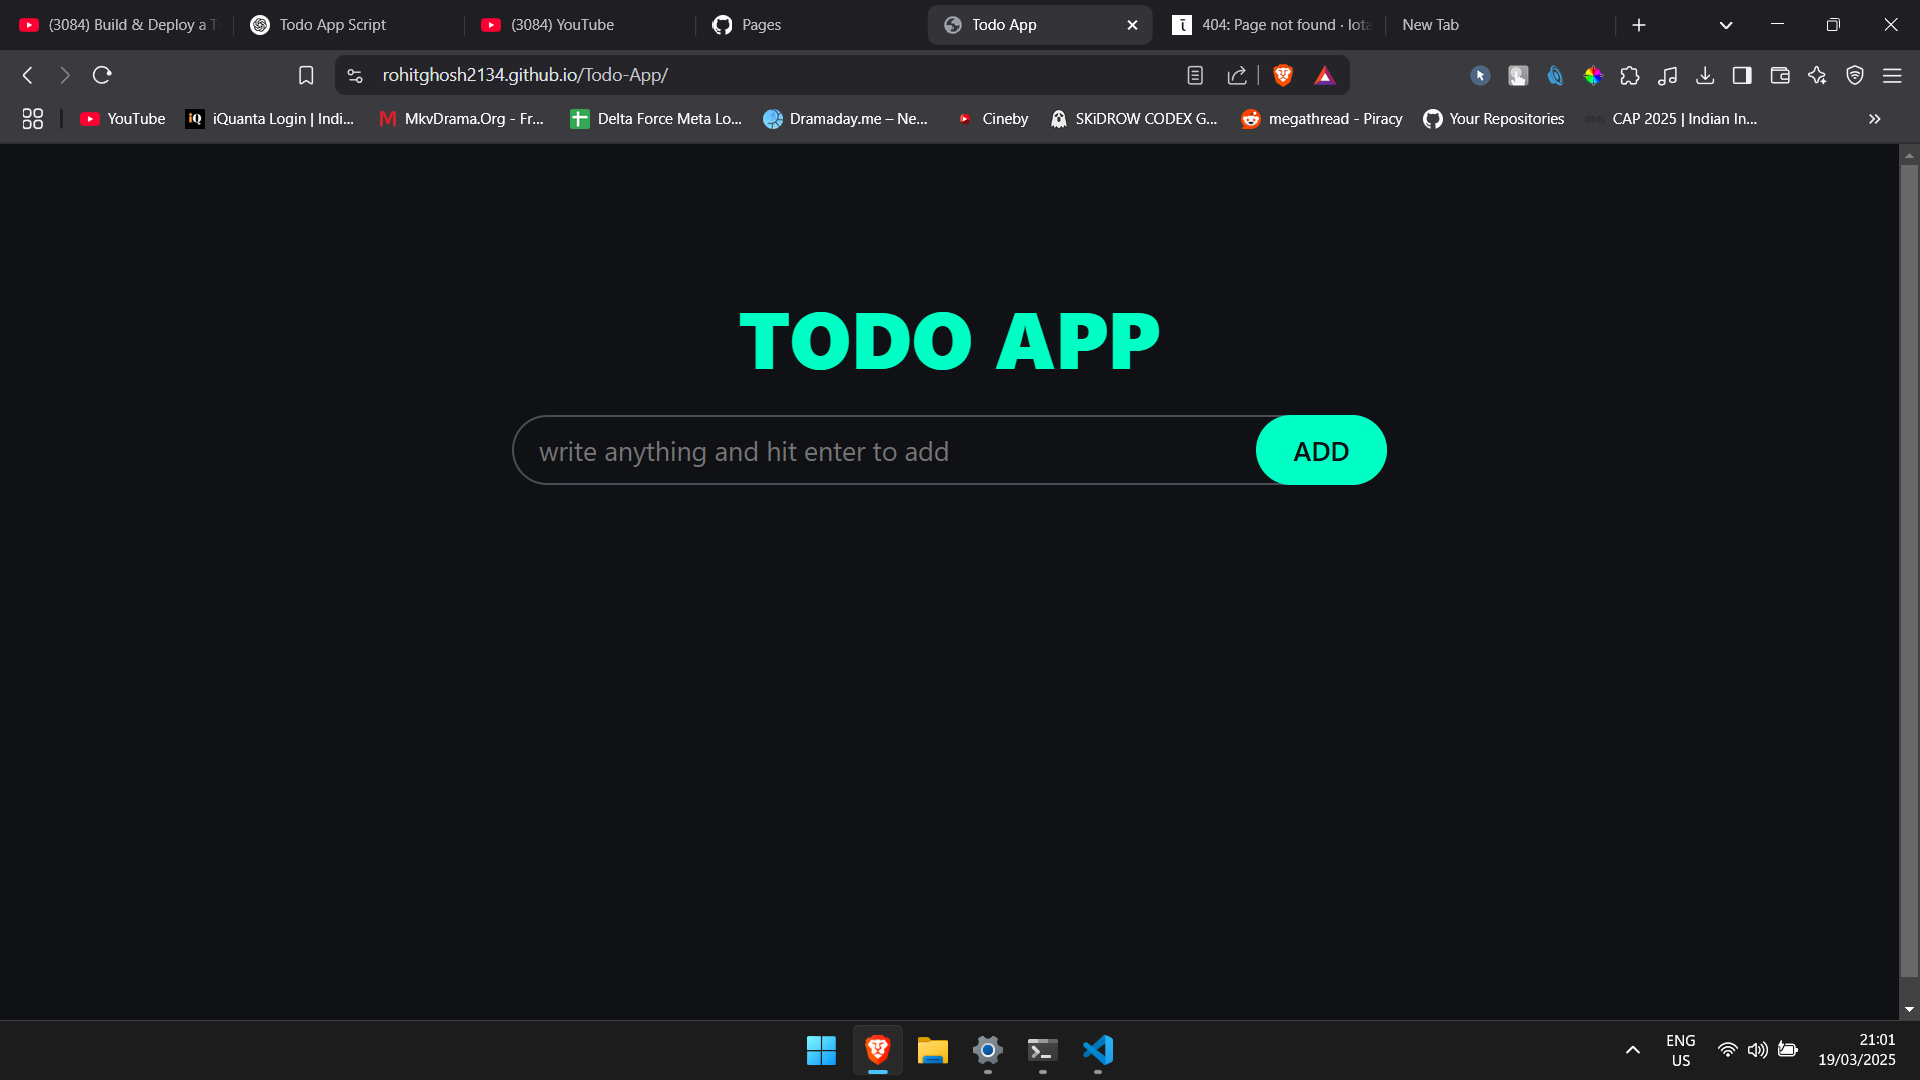 (3084) Build & Deploy a T
Todo App Script
(3084) YouTube
Pages
Todo App
404: Page not found · Iota
New Tab
rohitghosh2134.github.io/Todo-App/
YouTube
iQuanta Login | Indi...
MkvDrama.Org - Fr...
Delta Force Meta Lo...
Dramaday.me – Ne...
Cineby
SKiDROW CODEX G...
megathread - Piracy
Your Repositories
CAP 2025 | Indian In...
TODO APP
write anything and hit enter to add
ADD
ENG
US
21:01
19/03/2025